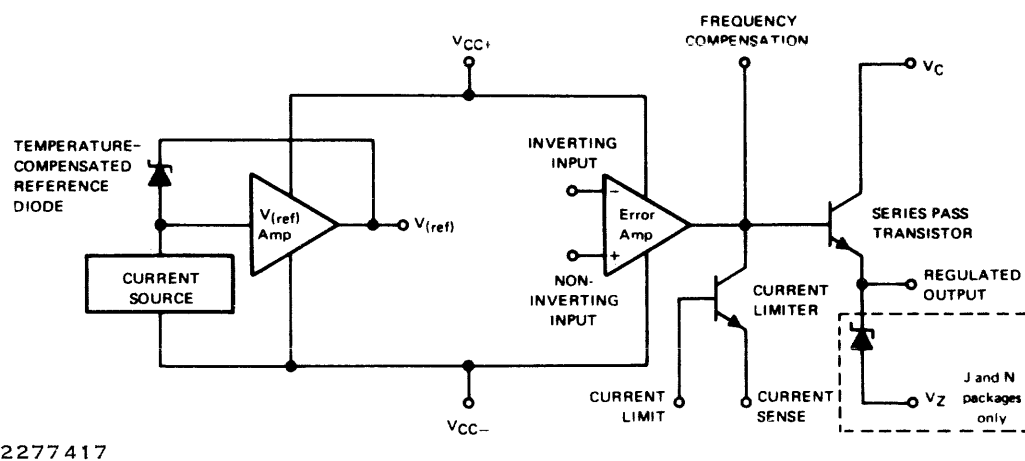 FREQUENCY
COMPENSATION
VCC+
VC
TEMPERATURE-
COMPENSATED
REFERENCE
DIODE
INVERTING
INPUT
V(ref)
Amp
V(ref)
−
Error
Amp
+
SERIES PASS
TRANSISTOR
CURRENT
SOURCE
NON-
INVERTING
INPUT
CURRENT
LIMITER
REGULATED
OUTPUT
CURRENT
LIMIT
CURRENT
SENSE
VZ
J and N
packages
only
VCC−
2277417